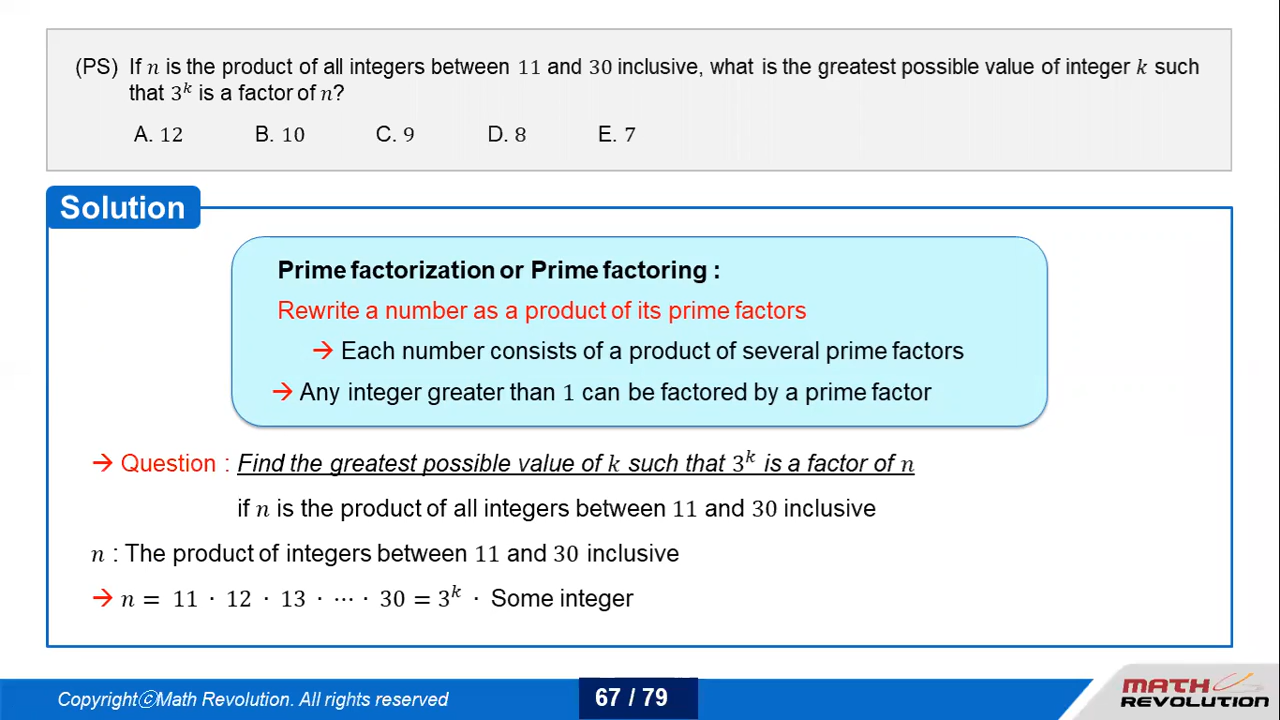 (PS) If n is the product of all integers between 11 and 30 inclusive, what is the greatest possible value of integer k such
that 3^k is a factor of n?
A. 12 B. 10 C. 9 D. 8 E. 7
Solution
Prime factorization or Prime factoring :
Rewrite a number as a product of its prime factors
→ Each number consists of a product of several prime factors
→ Any integer greater than 1 can be factored by a prime factor
→ Question : Find the greatest possible value of k such that 3^k is a factor of n
if n is the product of all integers between 11 and 30 inclusive
n : The product of integers between 11 and 30 inclusive
→ n = 11 · 12 · 13 · ⋯ · 30 = 3^k · Some integer
CopyrightⓒMath Revolution. All rights reserved
67 / 79
MATH
REVOLUTION